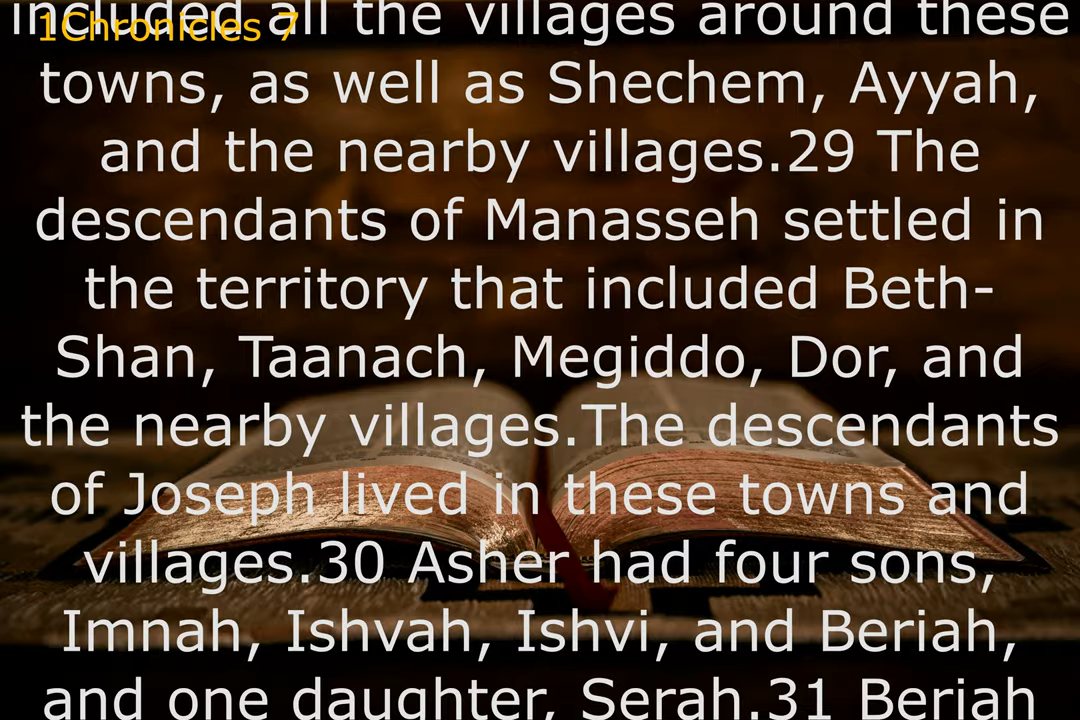 included all the villages around these
1Chronicles 7
towns, as well as Shechem, Ayyah,
and the nearby villages.29 The
descendants of Manasseh settled in
the territory that included Beth-
Shan, Taanach, Megiddo, Dor, and
the nearby villages.The descendants
of Joseph lived in these towns and
villages.30 Asher had four sons,
Imnah, Ishvah, Ishvi, and Beriah,
and one daughter, Serah.31 Beriah